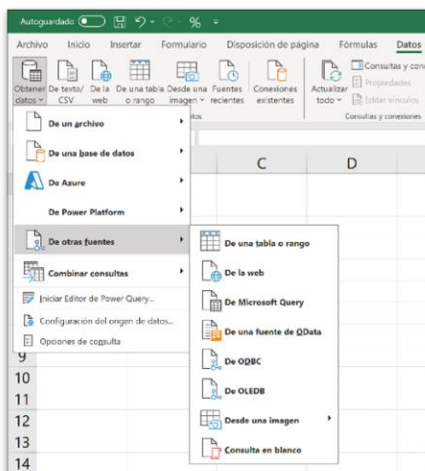 Autoguardado
Archivo Inicio Insertar Formulario Disposición de página Fórmulas Datos
Obtener datos
De texto/ CSV
De la web
De una tabla o rango
Desde una imagen
Fuentes recientes
Conexiones existentes
Actualizar todo
Consultas y con
Propiedades
Editar vínculos
Consultas y conexiones
De un archivo
De una base de datos
De Azure
De Power Platform
De otras fuentes
Combinar consultas
Iniciar Editor de Power Query...
Configuración del origen de datos...
Opciones de consulta
De una tabla o rango
De la web
De Microsoft Query
De una fuente de OData
De ODBC
De OLEDB
Desde una imagen
Consulta en blanco
C D
9
10
11
12
13
14